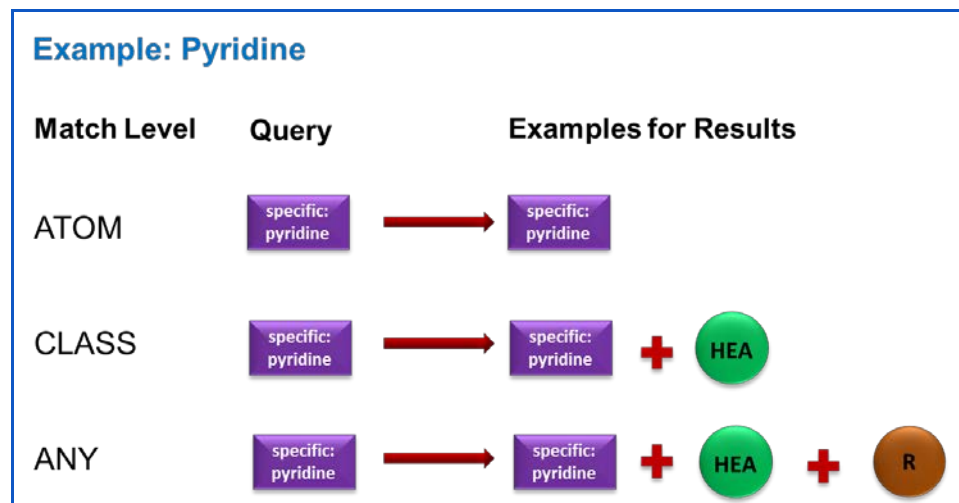 Example: Pyridine
Match Level Query Examples for Results
ATOM
specific:
pyridine
specific:
pyridine
CLASS
specific:
pyridine
specific:
pyridine
HEA
ANY
specific:
pyridine
specific:
pyridine
HEA
R